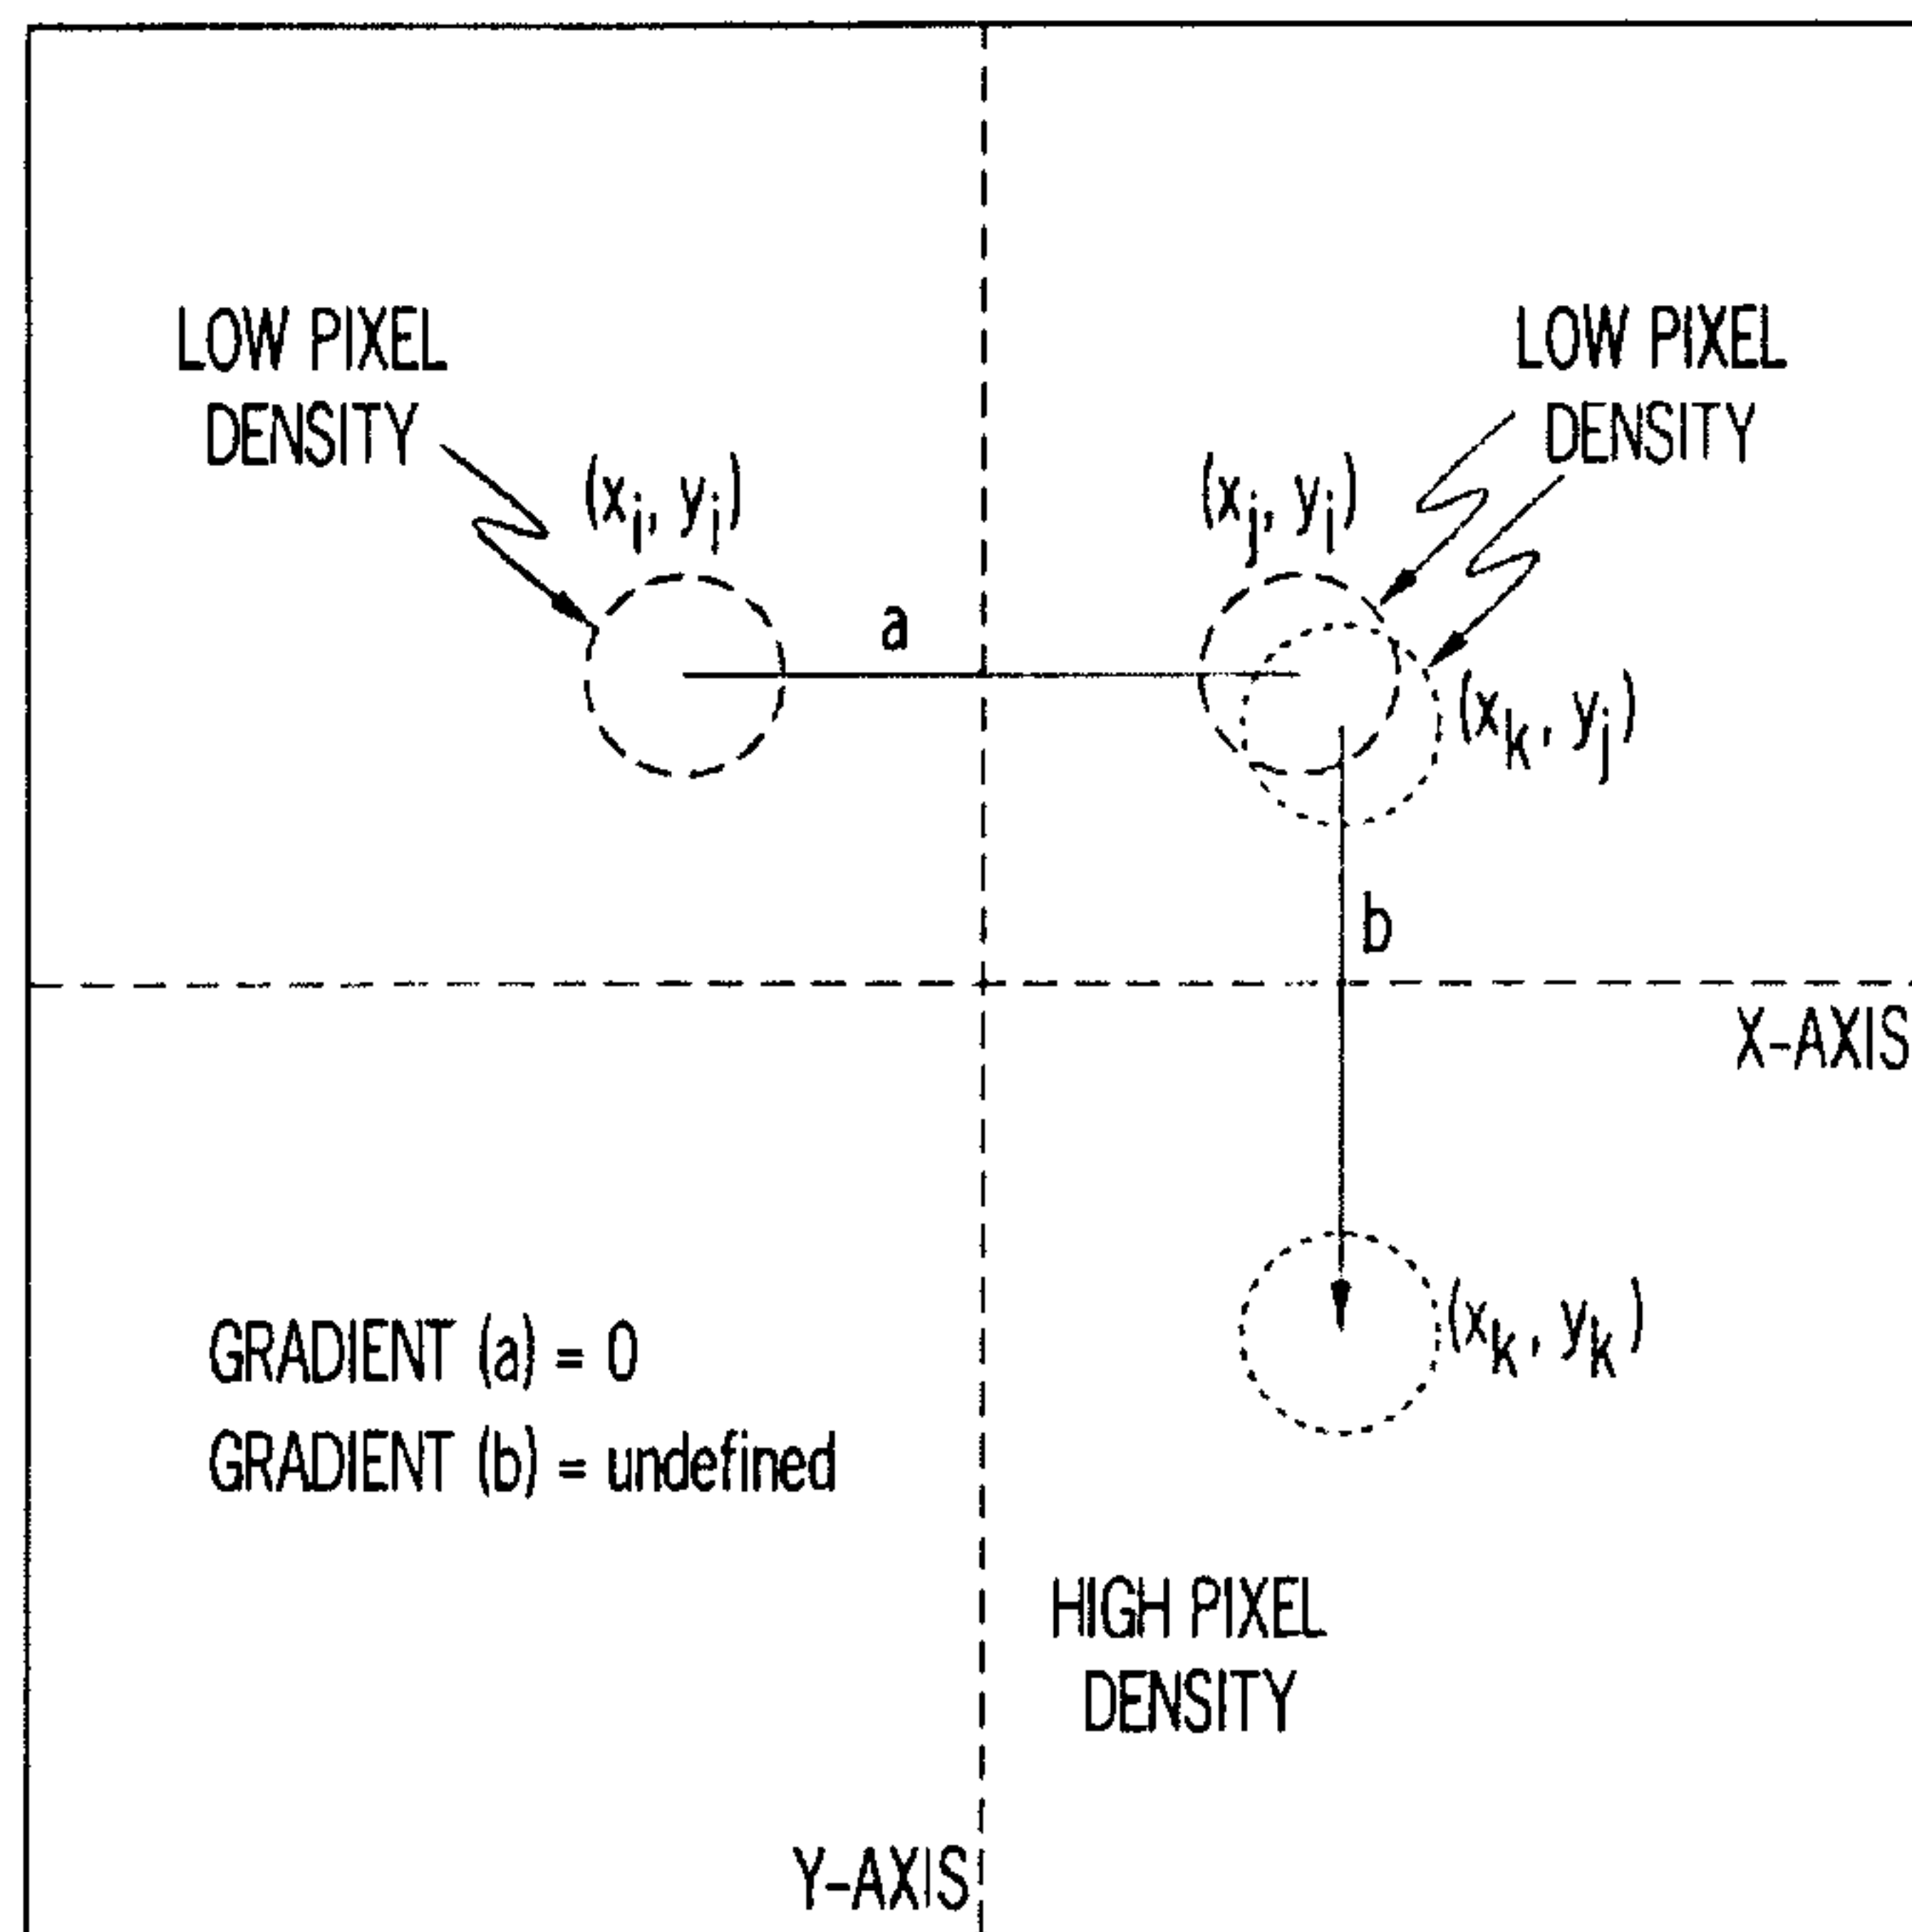 LOW PIXEL
DENSITY
LOW PIXEL
DENSITY
(xᵢ, yᵢ)
(xⱼ, yᵢ)
a
(xₖ, yⱼ)
b
X-AXIS
(xₖ, yₖ)
GRADIENT (a) = 0
GRADIENT (b) = undefined
HIGH PIXEL
DENSITY
Y-AXIS